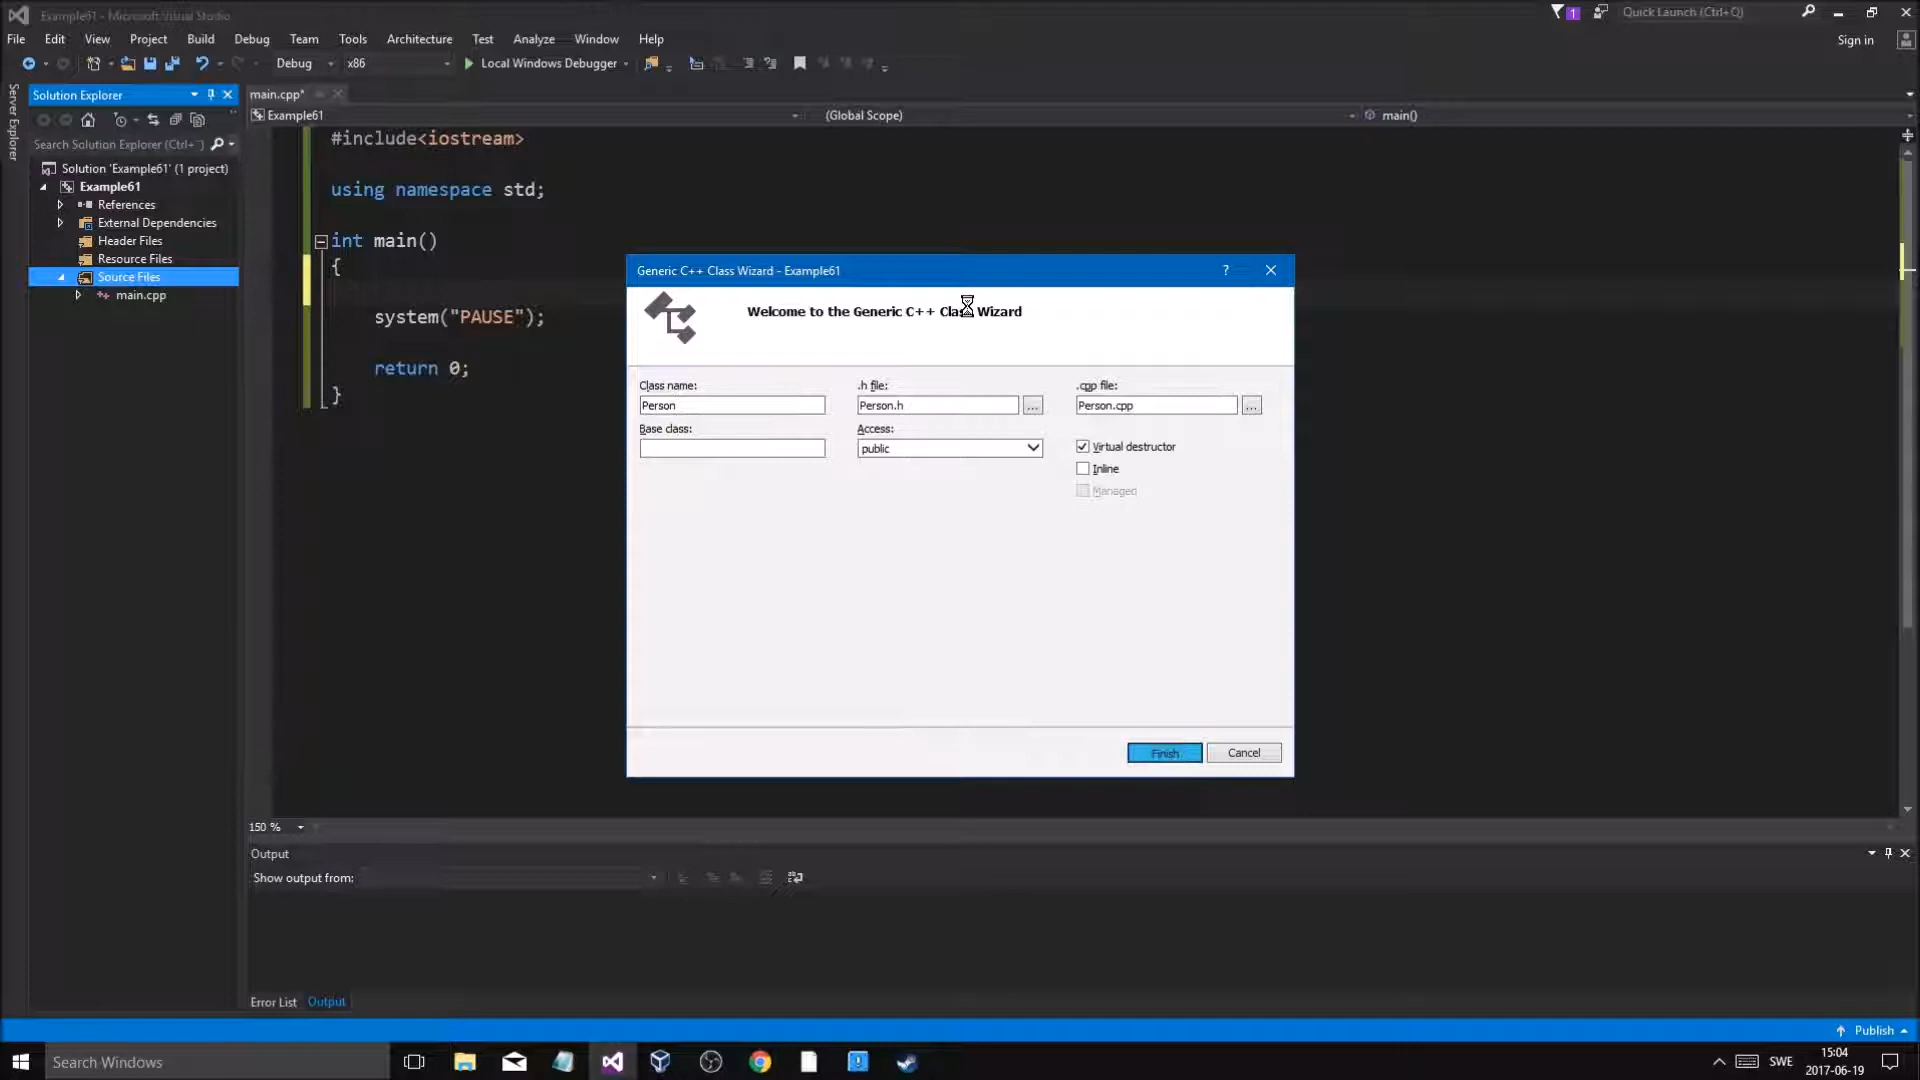 Example61 - Microsoft Visual Studio
1
Quick Launch (Ctrl+Q)
File Edit View Project Build Debug Team Tools Architecture Test Analyze Window Help
Sign in
Debug x86 Local Windows Debugger
Server Explorer
Solution Explorer
main.cpp*
Example61 (Global Scope) main()
Search Solution Explorer (Ctrl+
Solution 'Example61' (1 project)
Example61
References
External Dependencies
Header Files
Resource Files
Source Files
main.cpp
#include<iostream>
using namespace std;
int main()
{
system("PAUSE");
return 0;
}
Generic C++ Class Wizard - Example61
?
Welcome to the Generic C++ Class Wizard
Class name: .h file: .cpp file:
Person Person.h ... Person.cpp ...
Base class: Access:
public
Virtual destructor
Inline
Managed
Finish Cancel
150 %
Output
Show output from:
Error List Output
Publish
Search Windows
SWE
15:04
2017-06-19